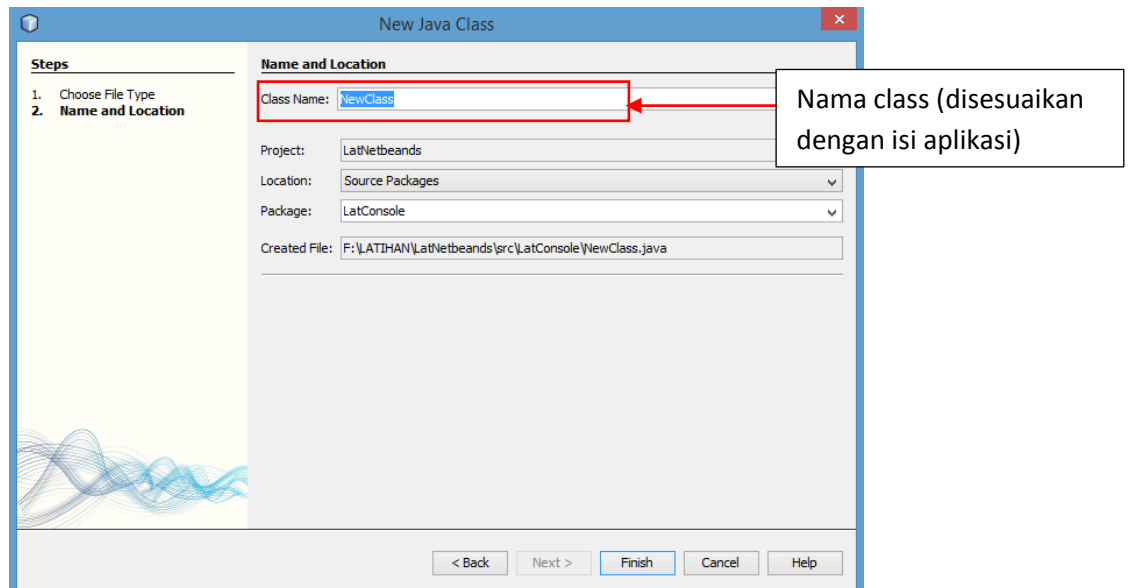 New Java Class
Steps
1. Choose File Type
2. Name and Location
Name and Location
Class Name: NewClass
Nama class (disesuaikan
dengan isi aplikasi)
Project: LatNetbeands
Location: Source Packages
Package: LatConsole
Created File: F:\LATIHAN\LatNetbeands\src\LatConsole\NewClass.java
< Back Next > Finish Cancel Help